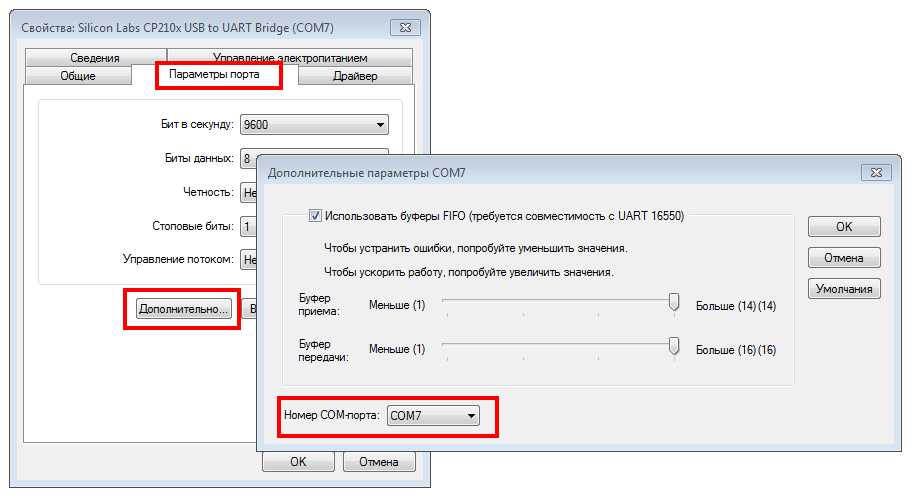 Свойства: Silicon Labs CP210x USB to UART Bridge (COM7)
Сведения
Управление электропитанием
Общие
Параметры порта
Драйвер
Бит в секунду:
9600
Биты данных:
8
Четность:
Не
Стоповые биты:
1
Управление потоком:
Не
Дополнительно...
В
OK
Отмена
Дополнительные параметры COM7
Использовать буферы FIFO (требуется совместимость с UART 16550)
Чтобы устранить ошибки, попробуйте уменьшить значения.
Чтобы ускорить работу, попробуйте увеличить значения.
Буфер
приема:
Меньше (1)
Больше (14)
(14)
Буфер
передачи:
Меньше (1)
Больше (16)
(16)
OK
Отмена
Умолчания
Номер COM-порта:
COM7